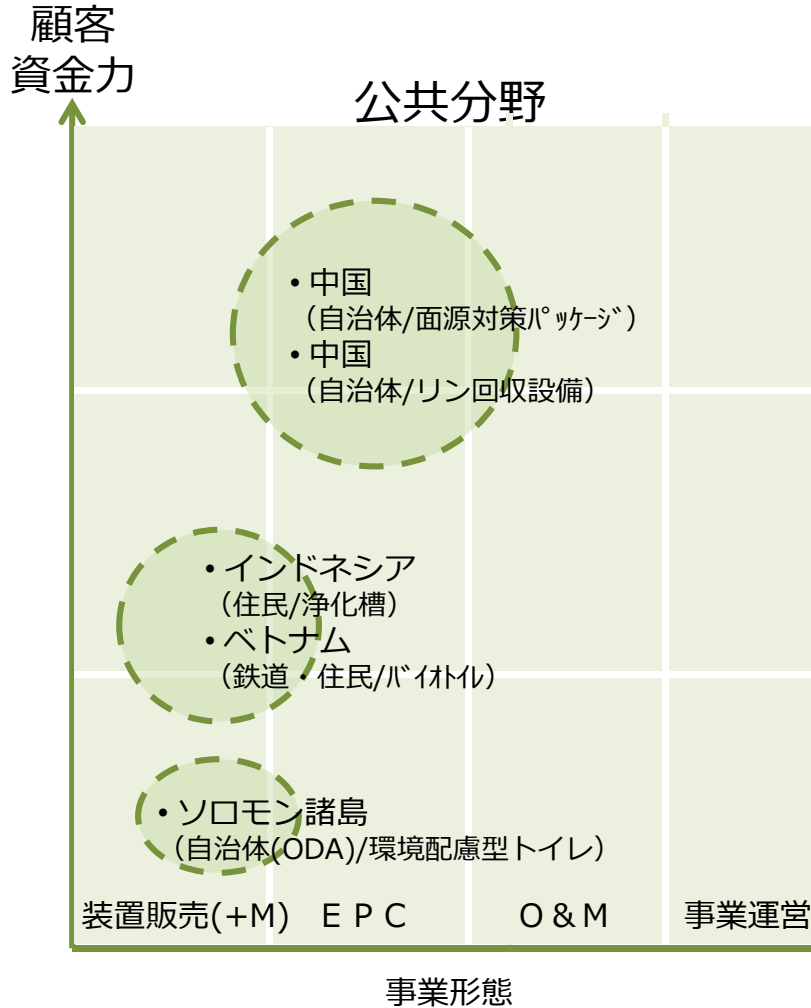 顧客
資金力
公共分野
• 中国
（自治体/面源対策ﾊﾟｯｹｰｼﾞ）
• 中国
（自治体/リン回収設備）
• インドネシア
（住民/浄化槽）
• ベトナム
（鉄道・住民/ﾊﾞｲｵﾄｲﾚ）
• ソロモン諸島
（自治体(ODA)/環境配慮型トイレ）
装置販売(+M) ＥＰＣ Ｏ＆Ｍ 事業運営
事業形態